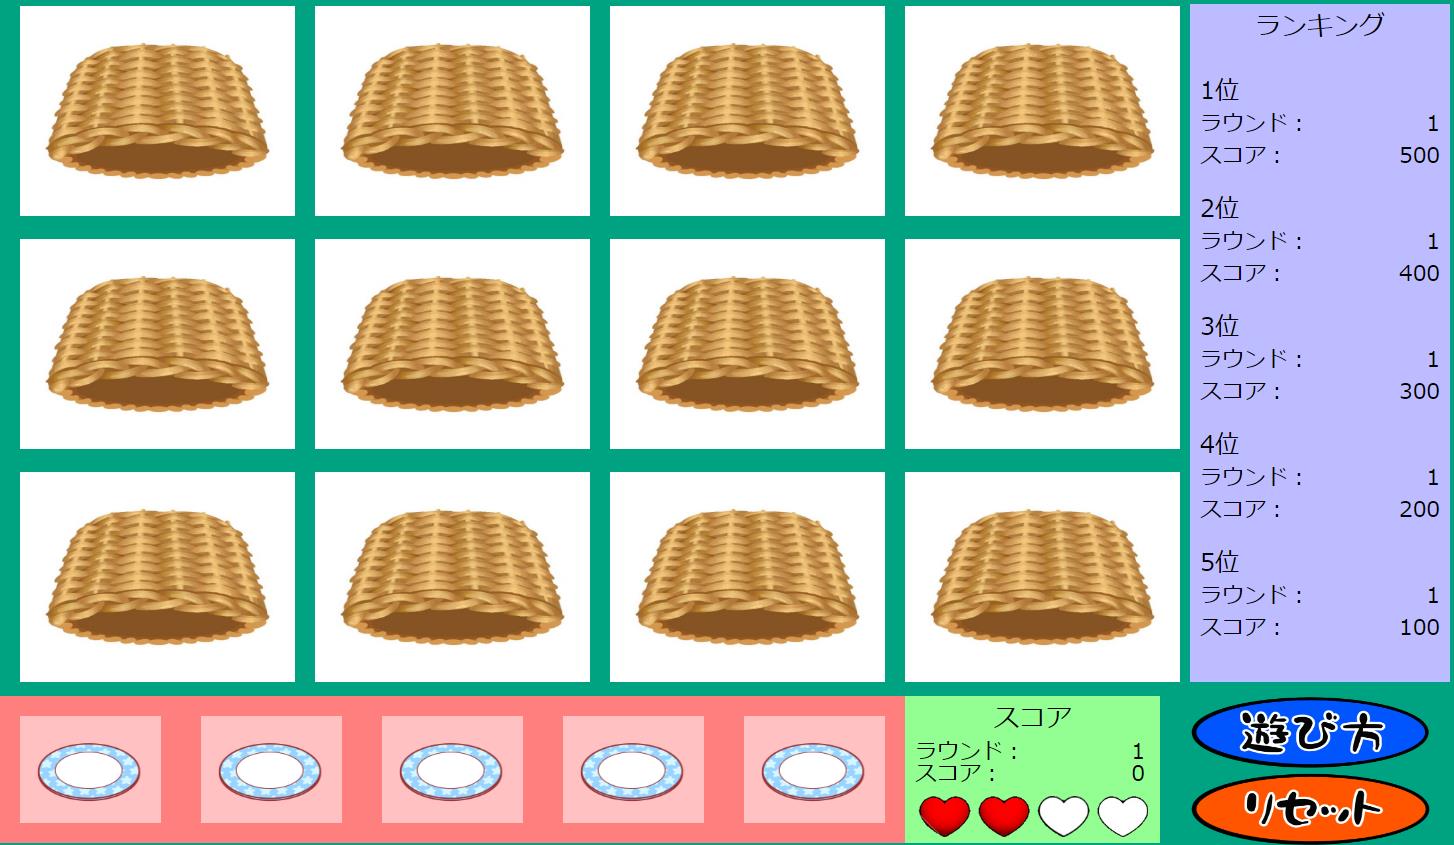 ランキング
1位
ラウンド： 1
スコア： 500
2位
ラウンド： 1
スコア： 400
3位
ラウンド： 1
スコア： 300
4位
ラウンド： 1
スコア： 200
5位
ラウンド： 1
スコア： 100
スコア
ラウンド： 1
スコア： 0
遊び方
リセット